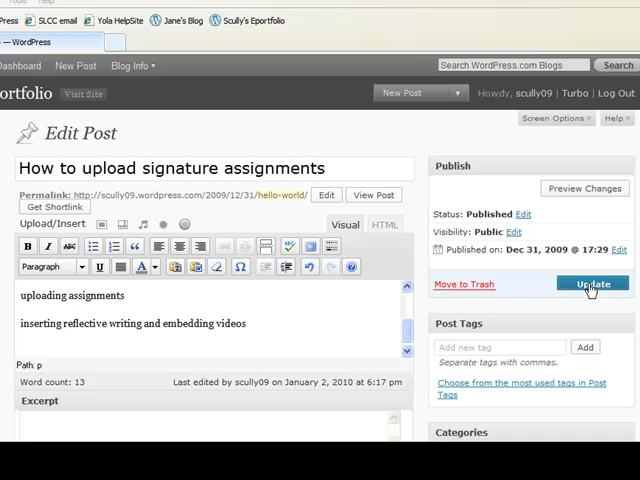 Tools Help
Press SLCC email Yola HelpSite Jane's Blog Scully's Eportfolio
— WordPress
Dashboard New Post Blog Info Search WordPress.com Blogs Search
ortfolio Visit Site New Post Howdy, scully09 | Turbo | Log Out
Screen Options Help
Edit Post
How to upload signature assignments
Permalink: http://scully09.wordpress.com/2009/12/31/hello-world/ Edit View Post
Get Shortlink
Upload/Insert Visual HTML
B I ABC
Paragraph U A Ω
uploading assignments
inserting reflective writing and embedding videos
Path: p
Word count: 13 Last edited by scully09 on January 2, 2010 at 6:17 pm
Excerpt
Publish
Preview Changes
Status: Published Edit
Visibility: Public Edit
Published on: Dec 31, 2009 @ 17:29 Edit
Move to Trash Update
Post Tags
Add new tag Add
Separate tags with commas.
Choose from the most used tags in Post
Tags
Categories